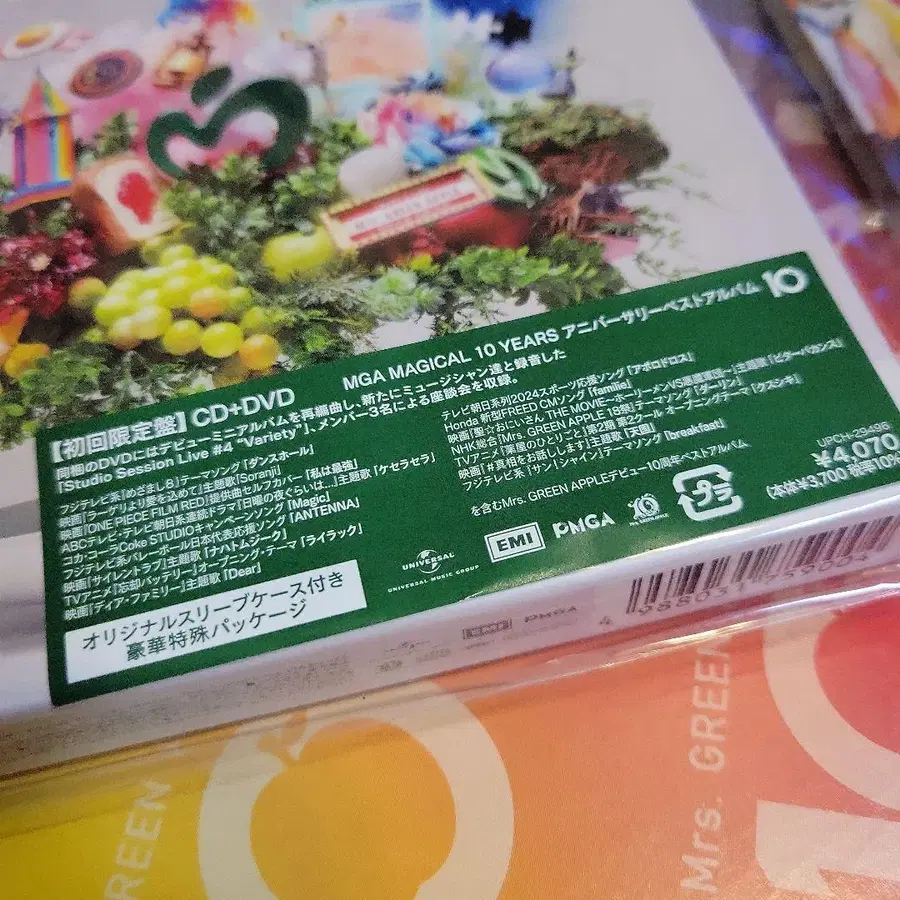 MRS. GREEN APPLE
MGA MAGICAL 10 YEARS アニバーサリーベストアルバム 10
【初回限定盤】CD+DVD
同梱のDVDにはデビューミニアルバムを再編曲し、新たにミュージシャン達と録音した
「Studio Session Live #4 “Variety”」、メンバー3名による座談会を収録。
フジテレビ系『めざまし8』テーマソング「ダンスホール」
映画『ラーゲリより愛を込めて』主題歌「Soranji」
映画『ONE PIECE FILM RED』提供曲セルフカバー「私は最強」
ABCテレビ・テレビ朝日系連続ドラマ『日曜の夜ぐらいは...』主題歌「ケセラセラ」
コカ・コーラCoke STUDIOキャンペーンソング「Magic」
フジテレビ系バレーボール日本代表応援ソング「ANTENNA」
映画『サイレントラブ』主題歌「ナハトムジーク」
TVアニメ『忘却バッテリー』オープニング・テーマ「ライラック」
映画『ディア・ファミリー』主題歌「Dear」
テレビ朝日系列2024スポーツ応援ソング「アポロドロス」
Honda 新型FREED CMソング「familie」
映画『聖☆おにいさん THE MOVIE〜ホーリーメンVS悪魔軍団〜』主題歌「ビターバカンス」
NHK総合『Mrs. GREEN APPLE 18祭』テーマソング「ダーリン」
TVアニメ『薬屋のひとりごと』第2期 第2クール オープニングテーマ「クスシキ」
映画『#真相をお話しします』主題歌「天国」
フジテレビ系『サン!シャイン』テーマソング「breakfast」
を含むMrs. GREEN APPLEデビュー10周年ベストアルバム
UPCH-29495
¥4,070
(本体¥3,700 税率10%)
プラ
UNIVERSAL
UNIVERSAL MUSIC GROUP
EMI
PMGA
オリジナルスリーブケース付き
豪華特殊パッケージ
EMI
PMGA
REEN
Mrs. GREEN
10